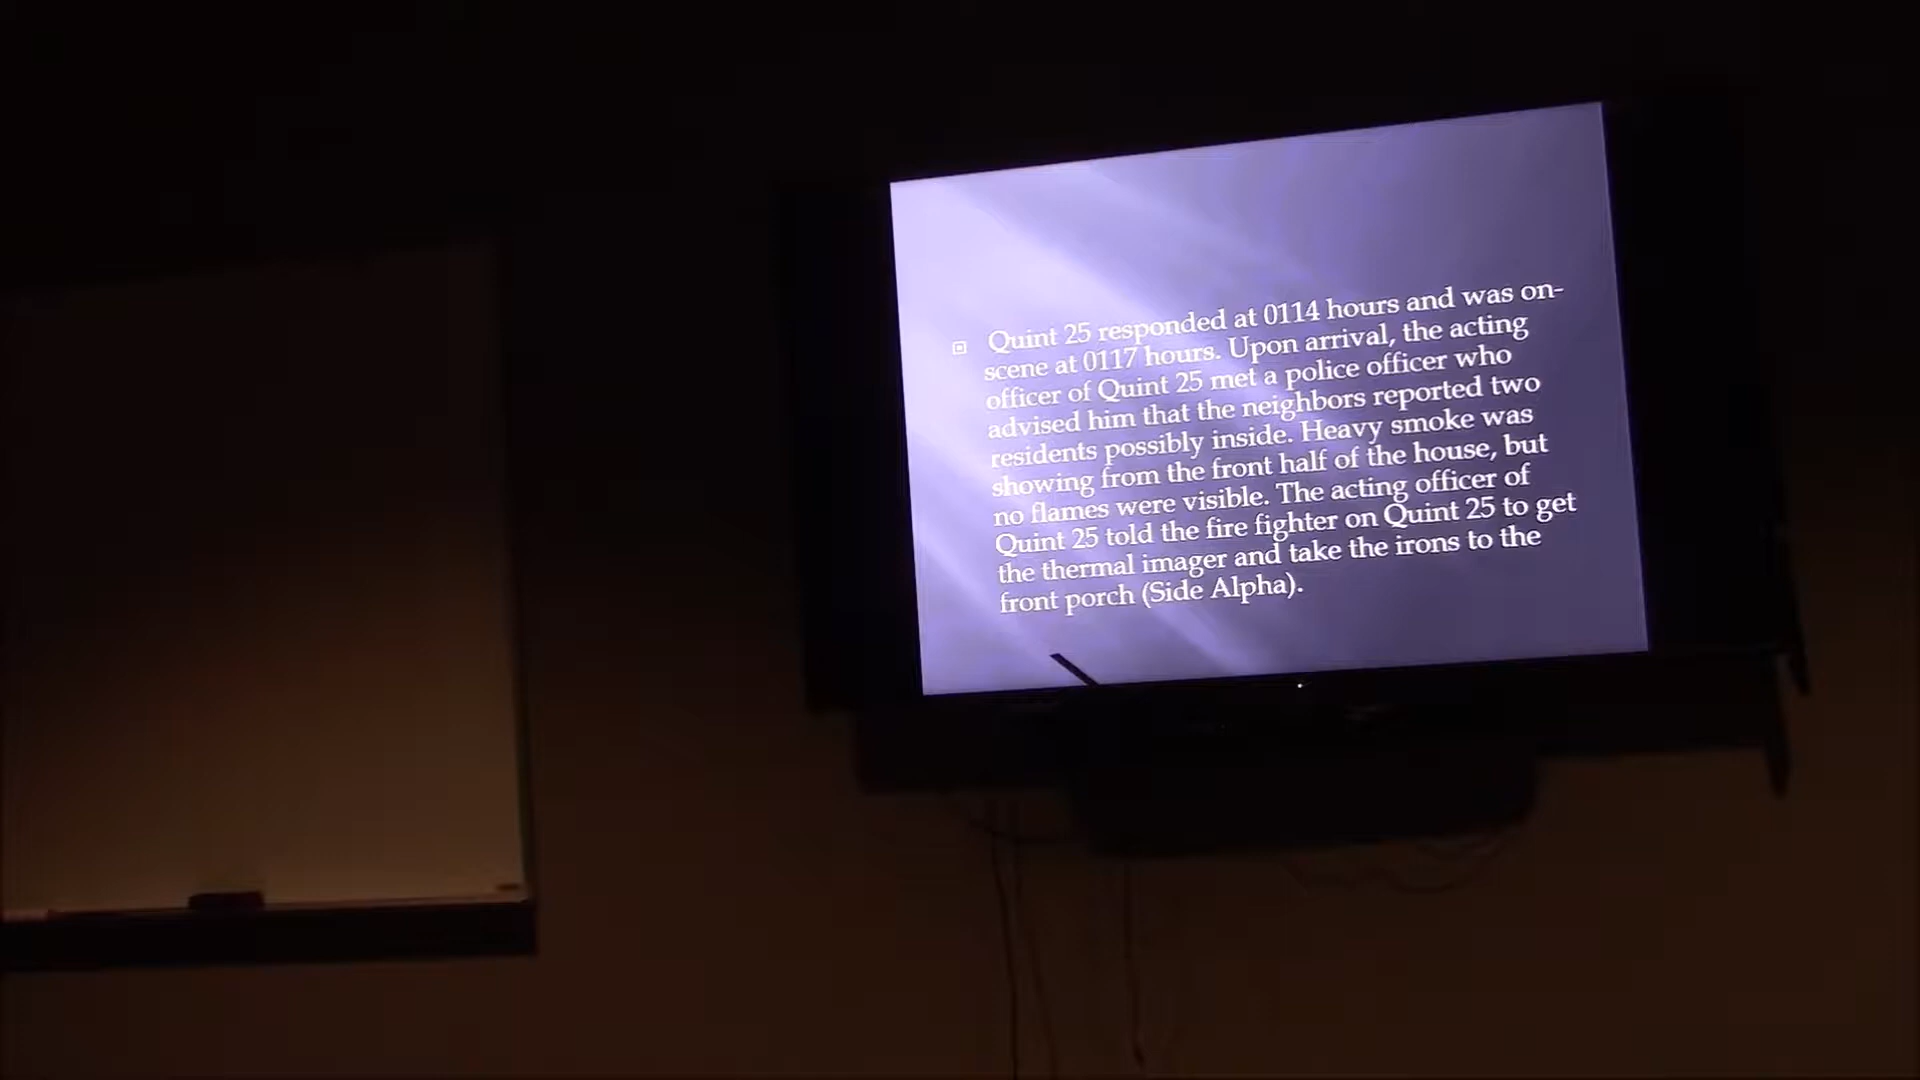 Quint 25 responded at 0114 hours and was on-
scene at 0117 hours. Upon arrival, the acting
officer of Quint 25 met a police officer who
advised him that the neighbors reported two
residents possibly inside. Heavy smoke was
showing from the front half of the house, but
no flames were visible. The acting officer of
Quint 25 told the fire fighter on Quint 25 to get
the thermal imager and take the irons to the
front porch (Side Alpha).